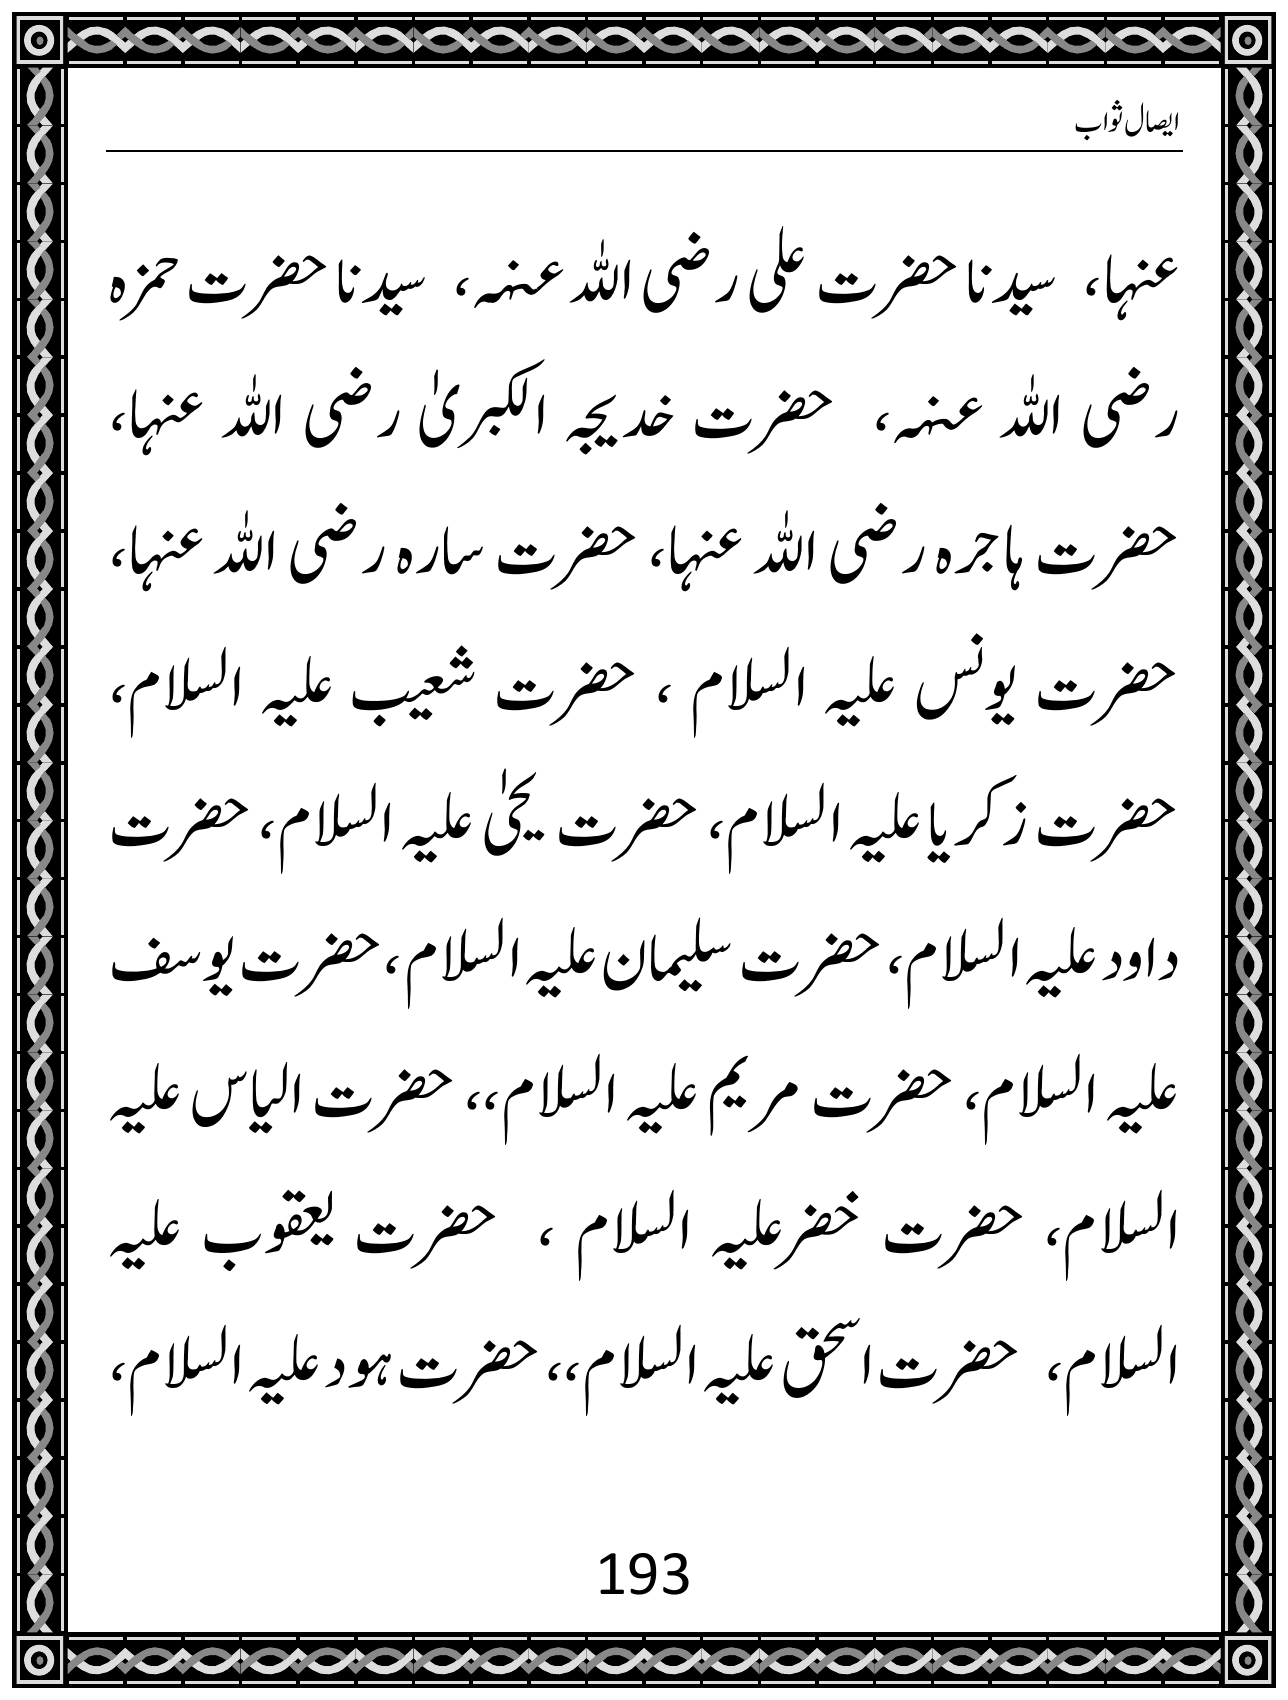 ایصال ثواب
عنہا، سیدنا حضرت علی رضی اللہ عنہ، سیدنا حضرت حمزہ
رضی اللہ عنہ، حضرت خدیجہ الکبریٰ رضی اللہ عنہا،
حضرت ہاجرہ رضی اللہ عنہا، حضرت سارہ رضی اللہ عنہا،
حضرت یونس علیہ السلام ، حضرت شعیب علیہ السلام،
حضرت زکریا علیہ السلام، حضرت یحییٰ علیہ السلام، حضرت
داود علیہ السلام، حضرت سلیمان علیہ السلام، حضرت یوسف
علیہ السلام، حضرت مریم علیہ السلام،، حضرت الیاس علیہ
السلام، حضرت خضر علیہ السلام ، حضرت یعقوب علیہ
السلام، حضرت اسحق علیہ السلام،، حضرت ہود علیہ السلام،
193